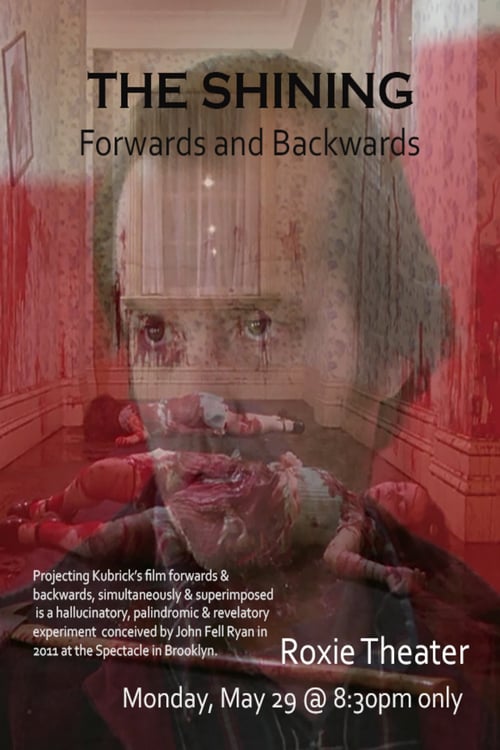 THE SHINING
Forwards and Backwards
Projecting Kubrick's film forwards &
backwards, simultaneously & superimposed
is a hallucinatory, palindromic & revelatory
experiment conceived by John Fell Ryan in
2011 at the Spectacle in Brooklyn.
Roxie Theater
Monday, May 29 @ 8:30pm only